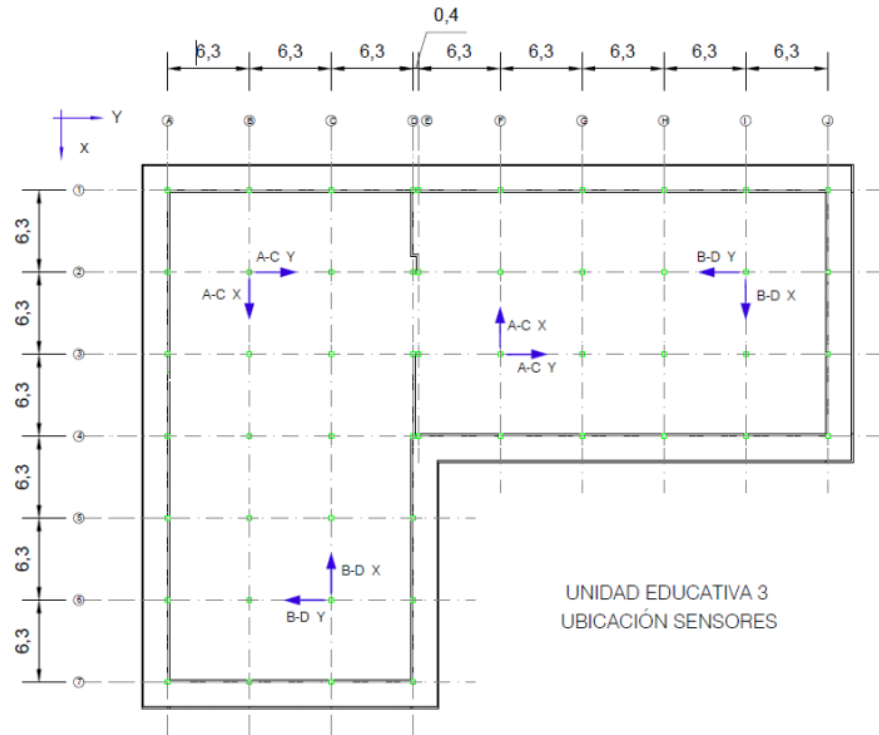 0,4
6,3 6,3 6,3 6,3 6,3 6,3 6,3 6,3
Y
X
A B C D E F G H I J
1
6,3
2
A-C Y
A-C X
B-D Y
B-D X
6,3
A-C X
3
A-C Y
6,3
4
6,3
5
6,3
B-D X
6
B-D Y
6,3
7
UNIDAD EDUCATIVA 3
UBICACIÓN SENSORES